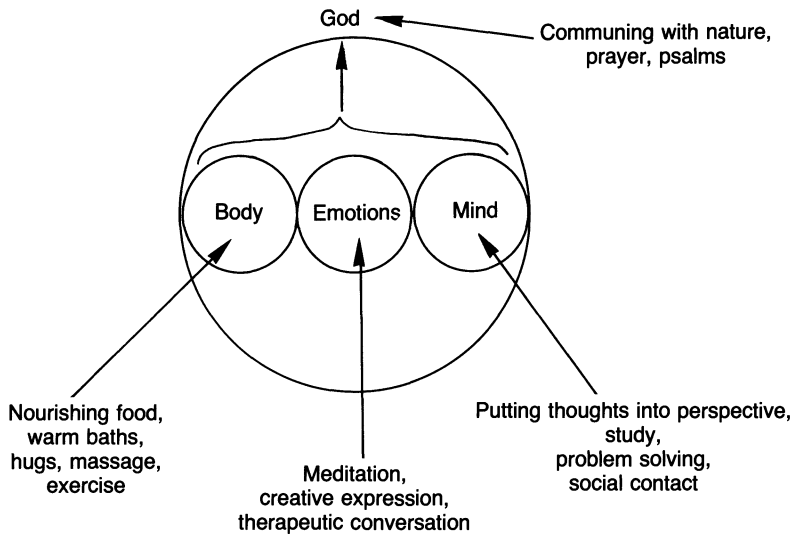 God
Communing with nature,
prayer, psalms
Body
Emotions
Mind
Nourishing food,
warm baths,
hugs, massage,
exercise
Meditation,
creative expression,
therapeutic conversation
Putting thoughts into perspective,
study,
problem solving,
social contact